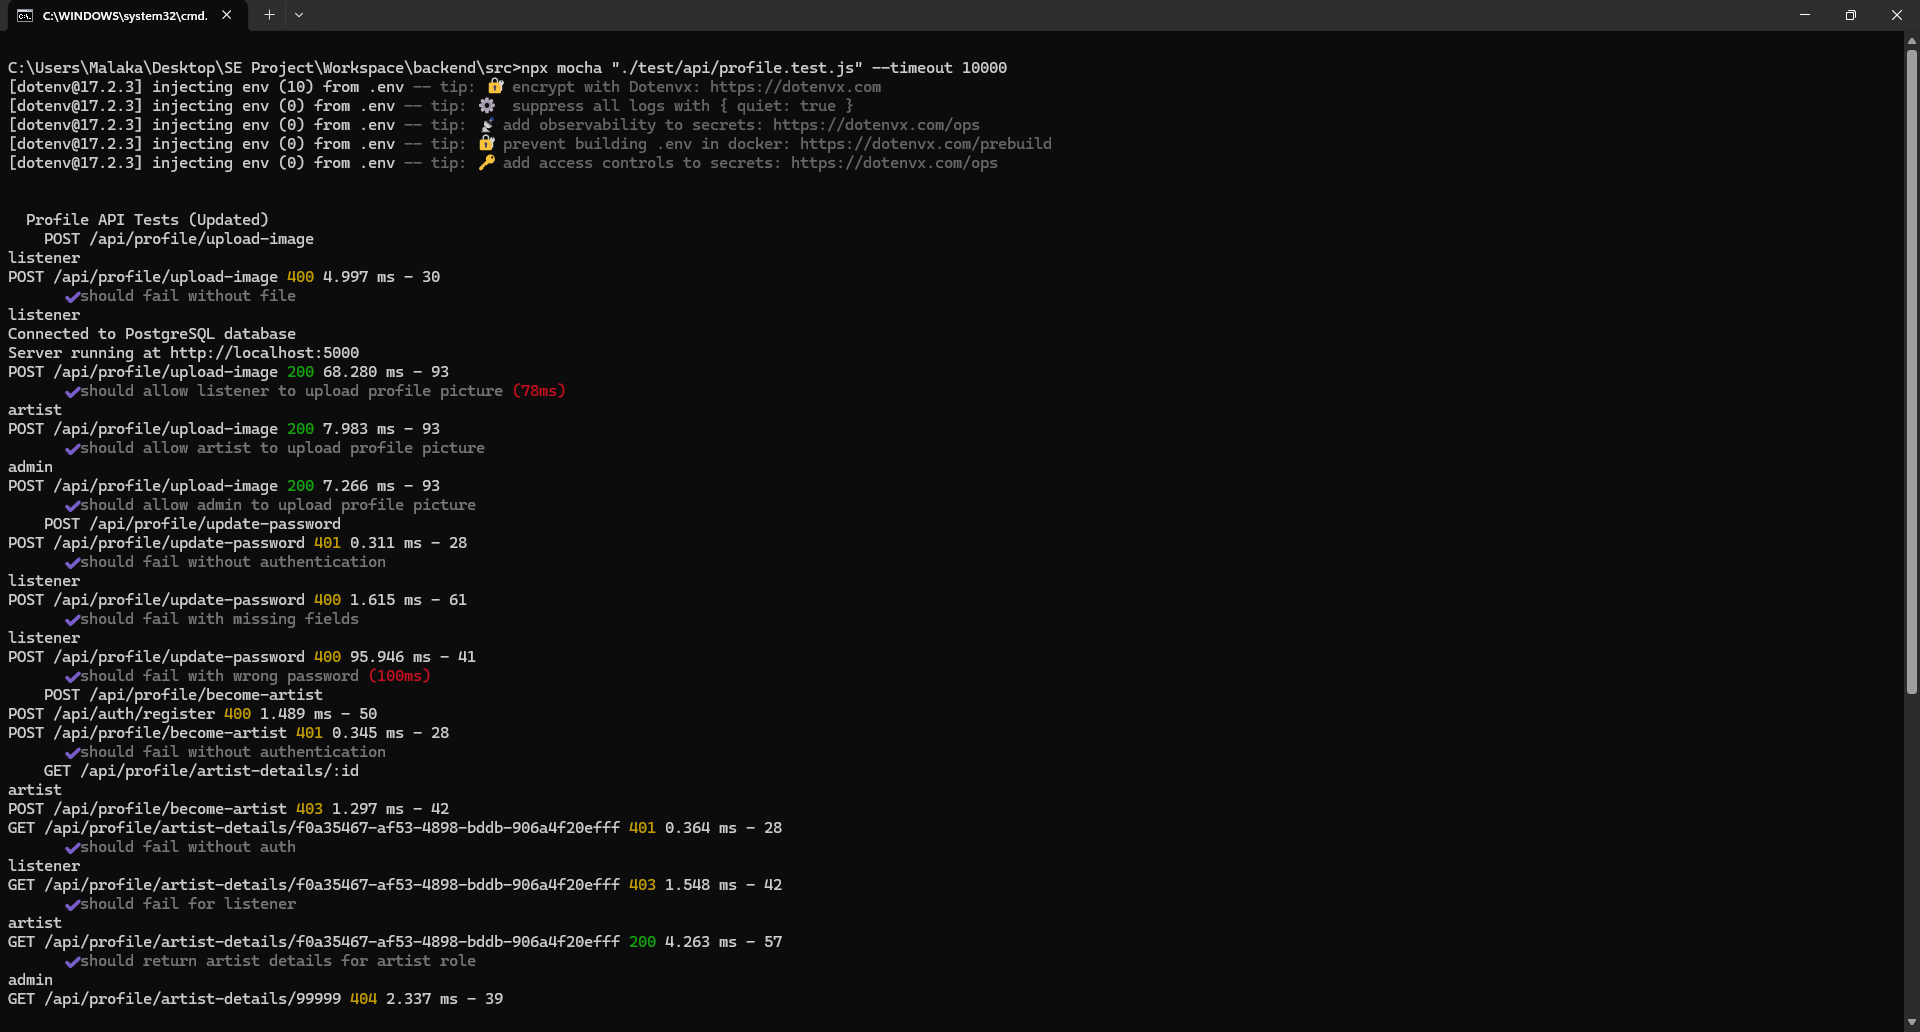 C:\WINDOWS\system32\cmd.
C:\Users\Malaka\Desktop\SE Project\Workspace\backend\src>npx mocha "./test/api/profile.test.js" --timeout 10000
[dotenv@17.2.3] injecting env (10) from .env -- tip: 🔐 encrypt with Dotenvx: https://dotenvx.com
[dotenv@17.2.3] injecting env (0) from .env -- tip: ⚙️  suppress all logs with { quiet: true }
[dotenv@17.2.3] injecting env (0) from .env -- tip: 📡 add observability to secrets: https://dotenvx.com/ops
[dotenv@17.2.3] injecting env (0) from .env -- tip: 🔐 prevent building .env in docker: https://dotenvx.com/prebuild
[dotenv@17.2.3] injecting env (0) from .env -- tip: 🔑 add access controls to secrets: https://dotenvx.com/ops
Profile API Tests (Updated)
POST /api/profile/upload-image
listener
POST /api/profile/upload-image 400 4.997 ms - 30
✔should fail without file
listener
Connected to PostgreSQL database
Server running at http://localhost:5000
POST /api/profile/upload-image 200 68.280 ms - 93
✔should allow listener to upload profile picture (78ms)
artist
POST /api/profile/upload-image 200 7.983 ms - 93
✔should allow artist to upload profile picture
admin
POST /api/profile/upload-image 200 7.266 ms - 93
✔should allow admin to upload profile picture
POST /api/profile/update-password
POST /api/profile/update-password 401 0.311 ms - 28
✔should fail without authentication
listener
POST /api/profile/update-password 400 1.615 ms - 61
✔should fail with missing fields
listener
POST /api/profile/update-password 400 95.946 ms - 41
✔should fail with wrong password (100ms)
POST /api/profile/become-artist
POST /api/auth/register 400 1.489 ms - 50
POST /api/profile/become-artist 401 0.345 ms - 28
✔should fail without authentication
GET /api/profile/artist-details/:id
artist
POST /api/profile/become-artist 403 1.297 ms - 42
GET /api/profile/artist-details/f0a35467-af53-4898-bddb-906a4f20efff 401 0.364 ms - 28
✔should fail without auth
listener
GET /api/profile/artist-details/f0a35467-af53-4898-bddb-906a4f20efff 403 1.548 ms - 42
✔should fail for listener
artist
GET /api/profile/artist-details/f0a35467-af53-4898-bddb-906a4f20efff 200 4.263 ms - 57
✔should return artist details for artist role
admin
GET /api/profile/artist-details/99999 404 2.337 ms - 39